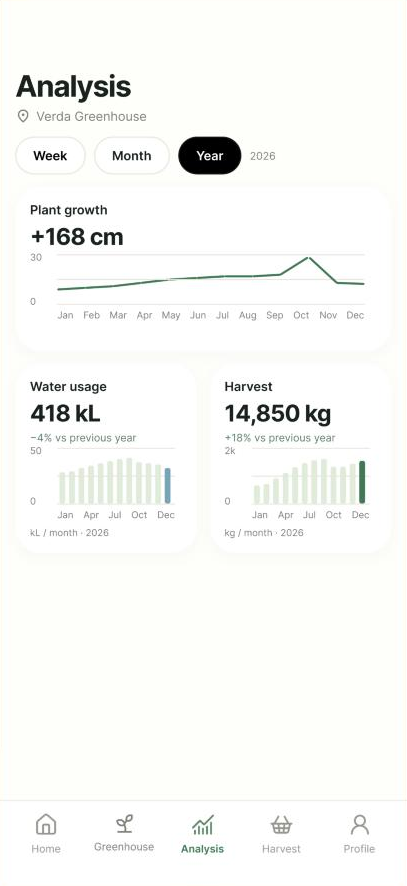 Analysis
Verda Greenhouse
Week Month Year 2026
Plant growth
+168 cm
30
0
Jan Feb Mar Apr May Jun Jul Aug Sep Oct Nov Dec
Water usage
418 kL
−4% vs previous year
50
0
Jan Apr Jul Oct Dec
kL / month · 2026
Harvest
14,850 kg
+18% vs previous year
2k
0
Jan Apr Jul Oct Dec
kg / month · 2026
Home Greenhouse Analysis Harvest Profile